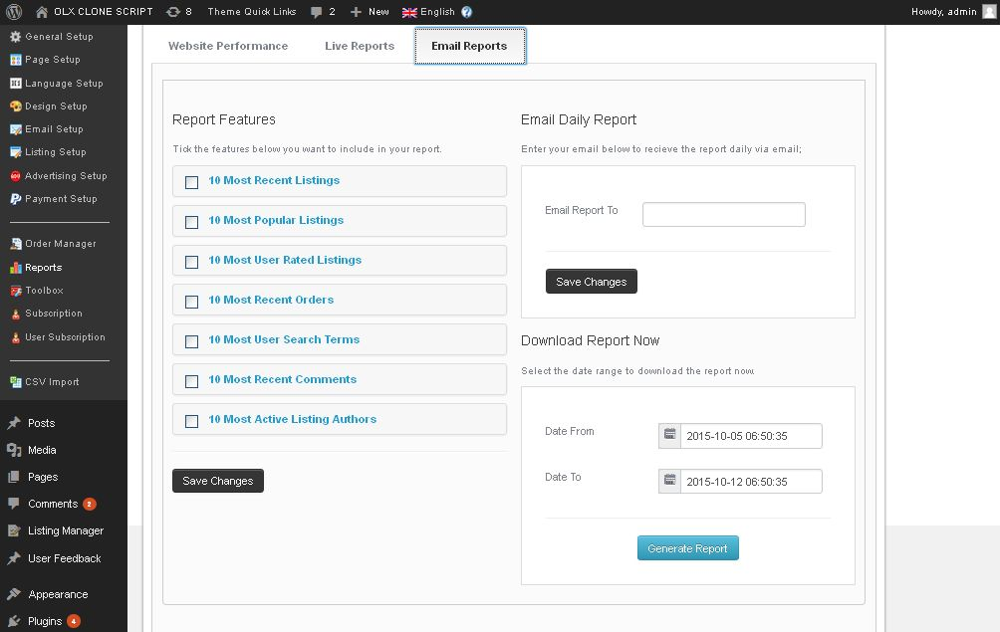 OLX CLONE SCRIPT 8 Theme Quick Links 2 New English Howdy, admin
General Setup
Page Setup
Language Setup
Design Setup
Email Setup
Listing Setup
Advertising Setup
Payment Setup
Order Manager
Reports
Toolbox
Subscription
User Subscription
CSV Import
Posts
Media
Pages
Comments 2
Listing Manager
User Feedback
Appearance
Plugins 4
Website Performance Live Reports Email Reports
Report Features
Tick the features below you want to include in your report.
10 Most Recent Listings
10 Most Popular Listings
10 Most User Rated Listings
10 Most Recent Orders
10 Most User Search Terms
10 Most Recent Comments
10 Most Active Listing Authors
Save Changes
Email Daily Report
Enter your email below to recieve the report daily via email;
Email Report To
Save Changes
Download Report Now
Select the date range to download the report now.
Date From 2015-10-05 06:50:35
Date To 2015-10-12 06:50:35
Generate Report